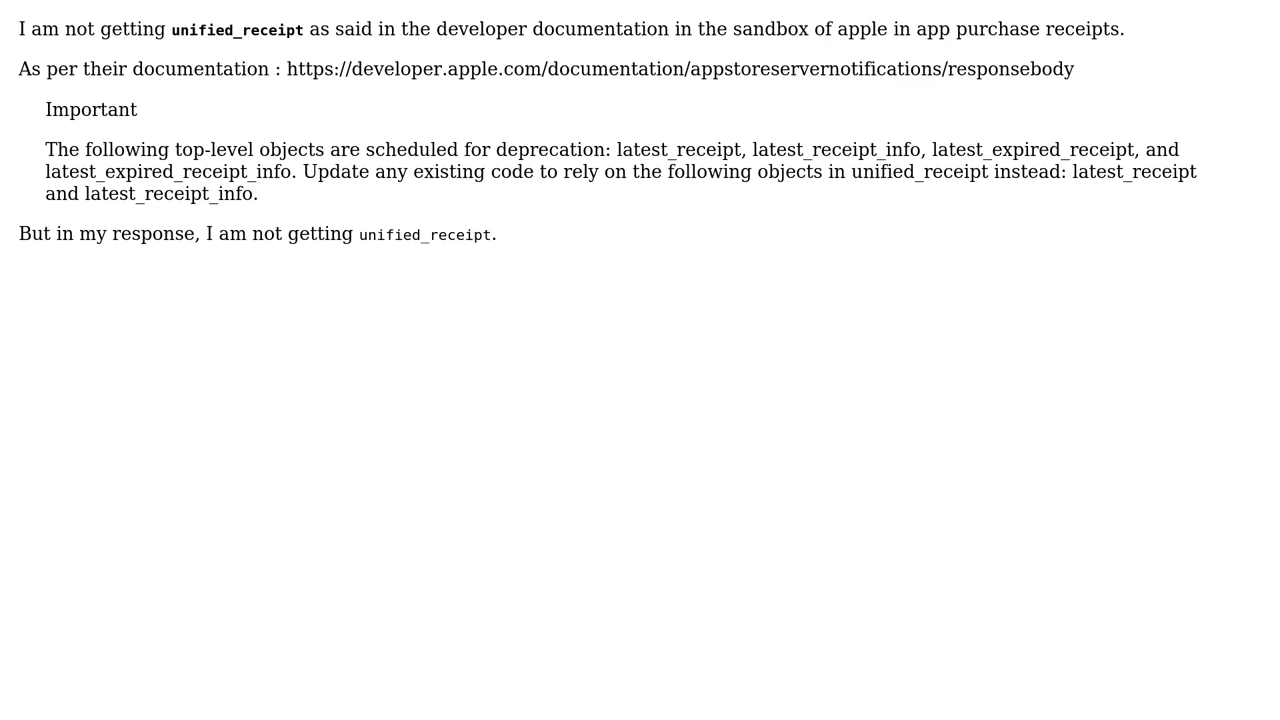 I am not getting unified_receipt as said in the developer documentation in the sandbox of apple in app purchase receipts.
As per their documentation : https://developer.apple.com/documentation/appstoreservernotifications/responsebody
Important
The following top-level objects are scheduled for deprecation: latest_receipt, latest_receipt_info, latest_expired_receipt, and
latest_expired_receipt_info. Update any existing code to rely on the following objects in unified_receipt instead: latest_receipt
and latest_receipt_info.
But in my response, I am not getting unified_receipt.